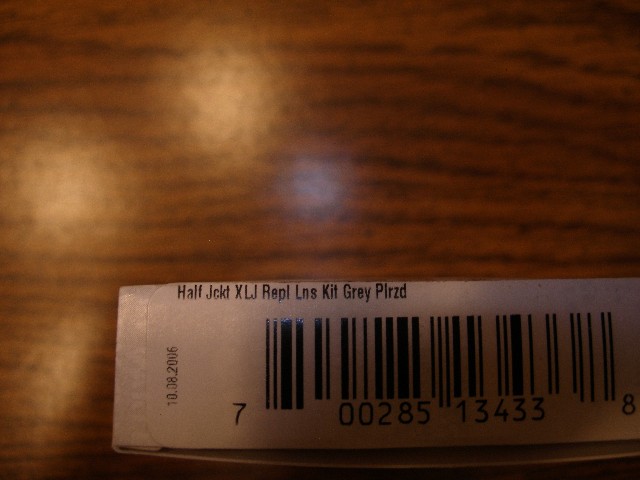 Half Jckt XLJ Repl Lns Kit Grey Plrzd
10.08.2006
7 00285 13433 8